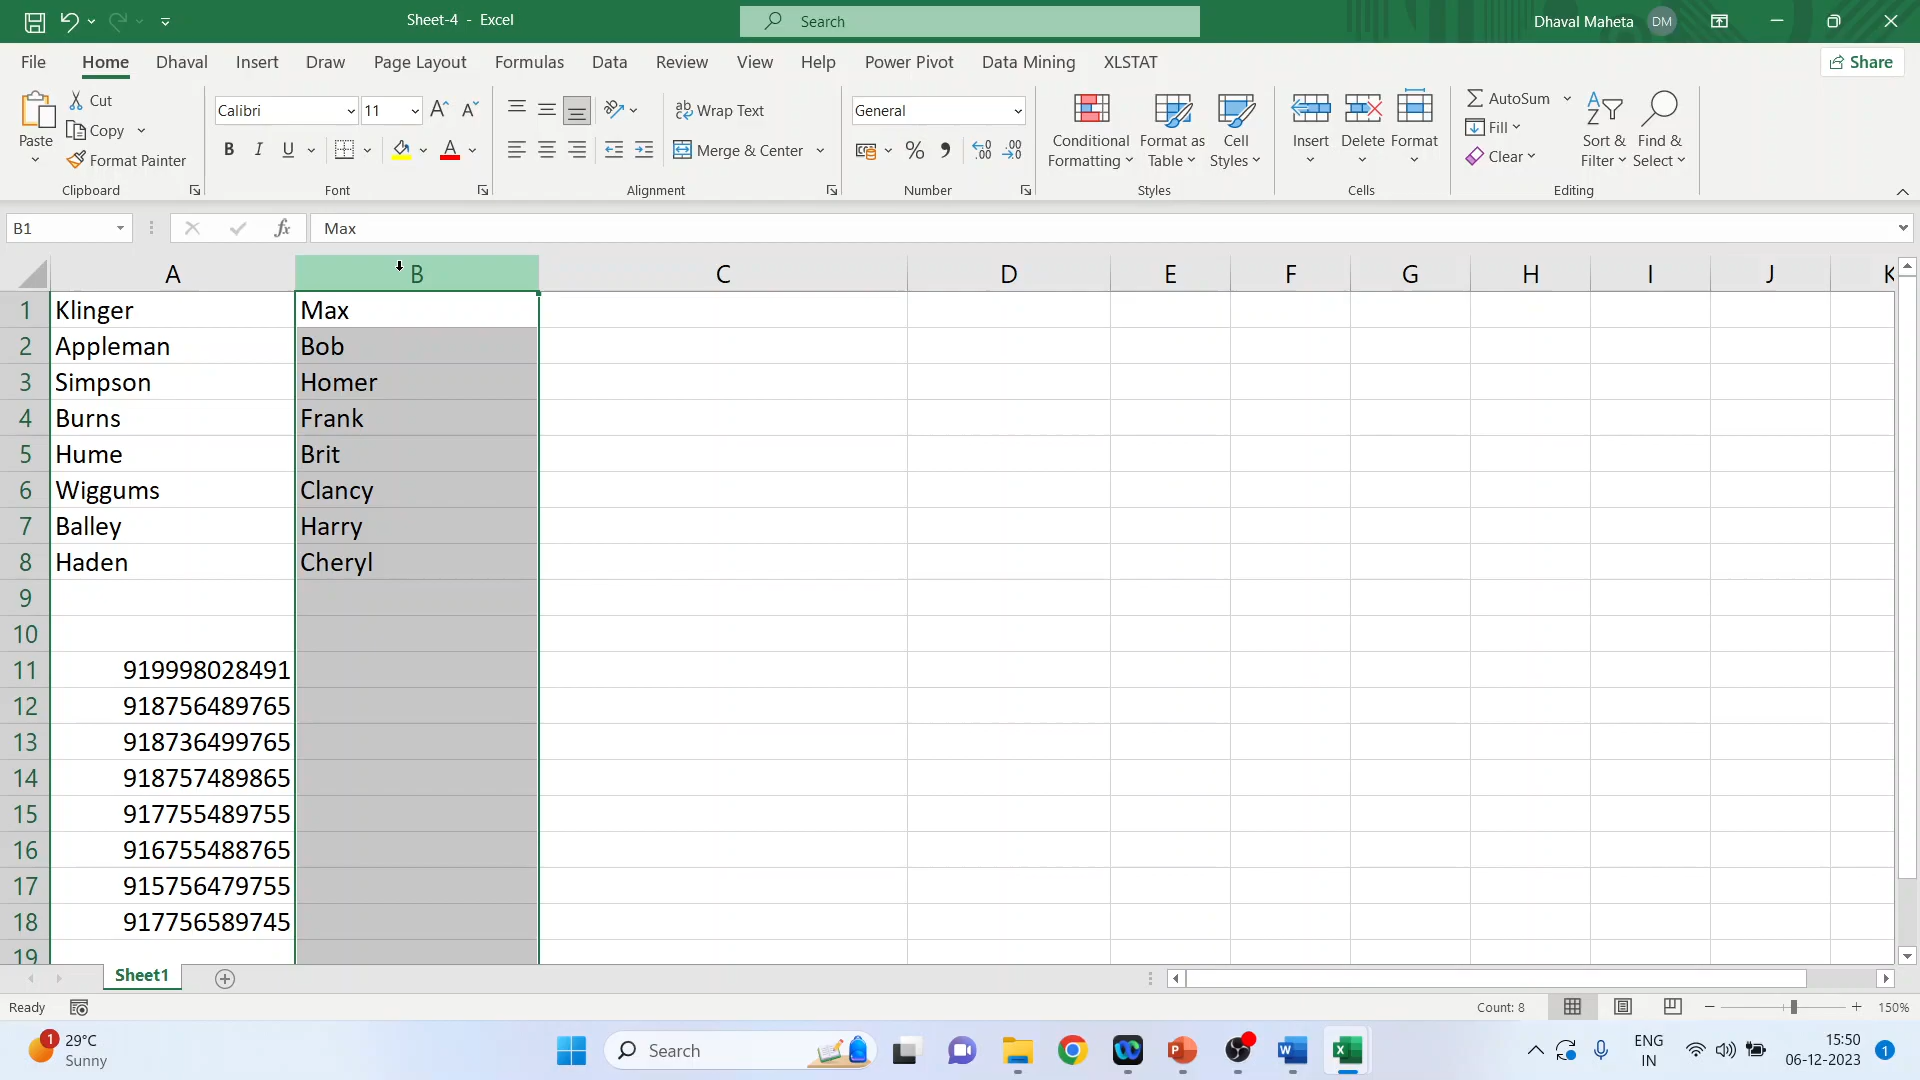 Sheet-4 - Excel
Search
Dhaval Maheta DM
File Home Dhaval Insert Draw Page Layout Formulas Data Review View Help Power Pivot Data Mining XLSTAT
Share
Paste
Cut
Copy
Format Painter
Clipboard
Calibri 11
B I U A
Font
Wrap Text
Merge & Center
Alignment
General
Number
Conditional Formatting
Format as Table
Cell Styles
Styles
Insert
Delete
Format
Cells
AutoSum
Fill
Clear
Sort & Filter
Find & Select
Editing
B1 fx Max
A B C D E F G H I J K
1 Klinger Max
2 Appleman Bob
3 Simpson Homer
4 Burns Frank
5 Hume Brit
6 Wiggums Clancy
7 Balley Harry
8 Haden Cheryl
9
10
11 919998028491
12 918756489765
13 918736499765
14 918757489865
15 917755489755
16 916755488765
17 915756479755
18 917756589745
19
Sheet1
Ready
Count: 8
150%
1
29°C
Sunny
Search
ENG
IN
15:50
06-12-2023
1